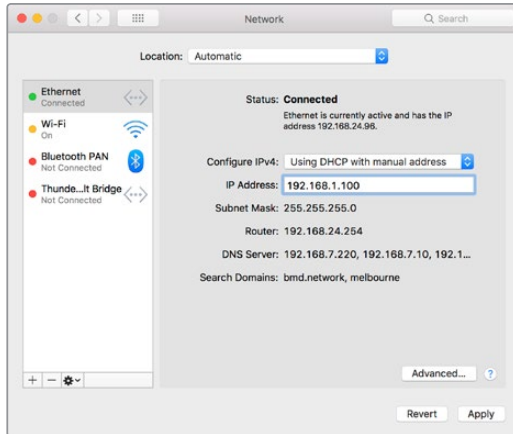 Network
Search
Location: Automatic
Ethernet
Connected
Wi-Fi
On
Bluetooth PAN
Not Connected
Thunde...lt Bridge
Not Connected
Status: Connected
Ethernet is currently active and has the IP
address 192.168.24.96.
Configure IPv4: Using DHCP with manual address
IP Address: 192.168.1.100
Subnet Mask: 255.255.255.0
Router: 192.168.24.254
DNS Server: 192.168.7.220, 192.168.7.10, 192.1...
Search Domains: bmd.network, melbourne
Advanced... ?
Revert Apply